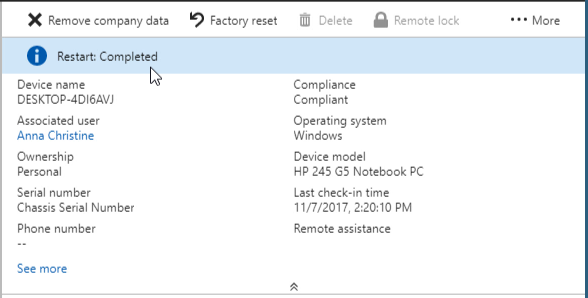 Remove company data Factory reset Delete Remote lock ••• More
Restart: Completed
Device name
DESKTOP-4DI6AVJ
Associated user
Anna Christine
Ownership
Personal
Serial number
Chassis Serial Number
Phone number
--
See more
Compliance
Compliant
Operating system
Windows
Device model
HP 245 G5 Notebook PC
Last check-in time
11/7/2017, 2:20:10 PM
Remote assistance